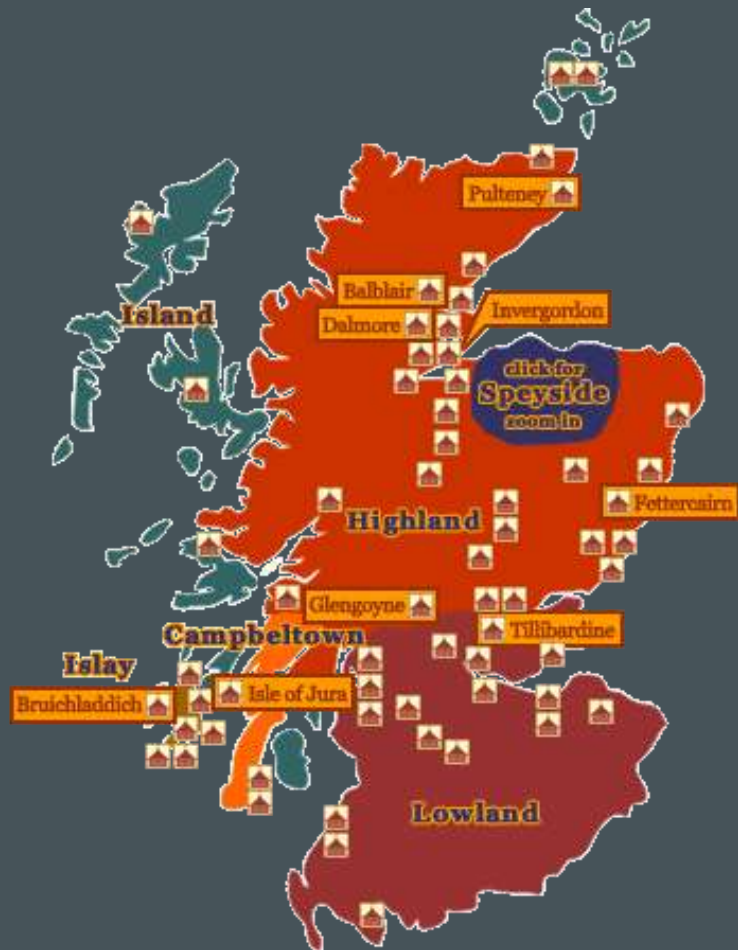 Pulteney
Balblair
Invergordon
Island
Dalmore
click for
Speyside
zoom in
Fettercairn
Highland
Glengoyne
Tillibardine
Campbeltown
Islay
Isle of Jura
Bruichladdich
Lowland